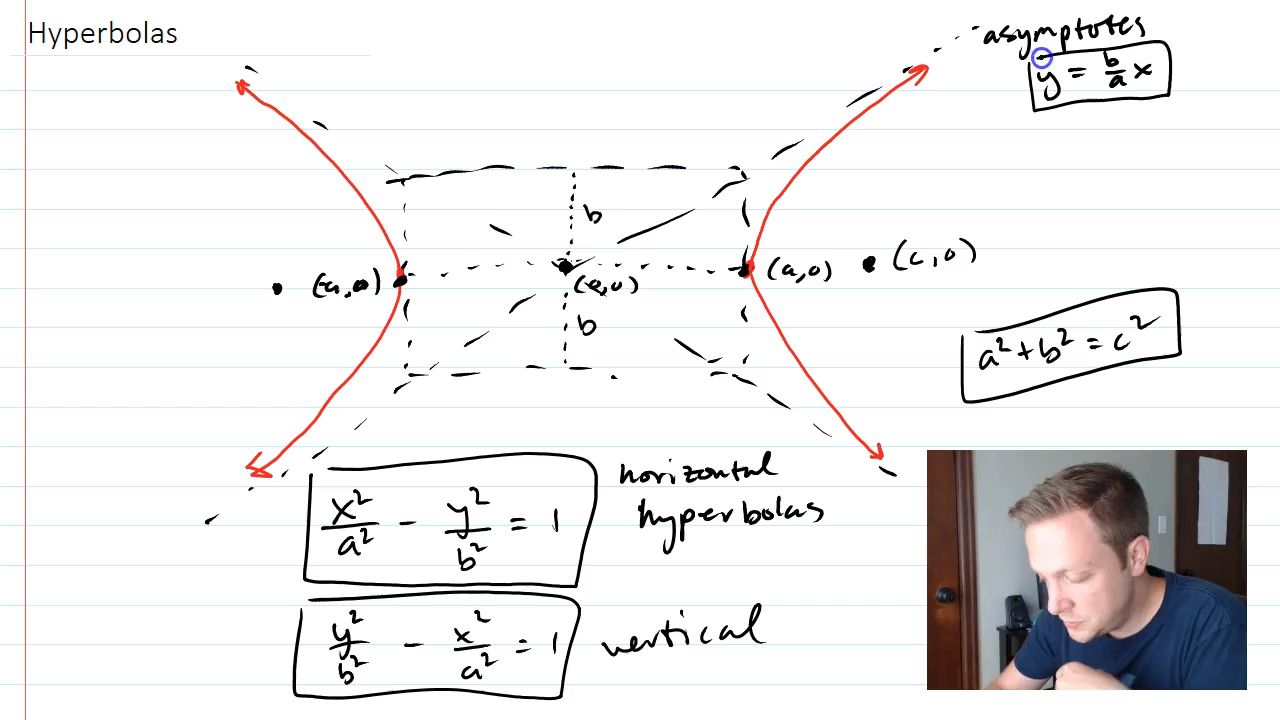 Hyperbolas
asymptotes
y = b/a x
b
(-a,0)
(0,0)
(a,0)
(c,0)
b
a² + b² = c²
horizontal
hyperbolas
x²/a² - y²/b² = 1
y²/b² - x²/a² = 1
vertical